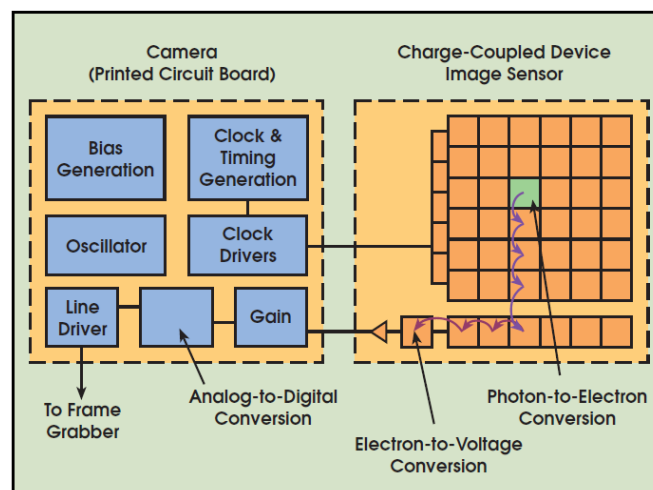 Camera
(Printed Circuit Board)
Charge-Coupled Device
Image Sensor
Bias
Generation
Clock &
Timing
Generation
Oscillator
Clock
Drivers
Line
Driver
Gain
Analog-to-Digital
Conversion
To Frame
Grabber
Electron-to-Voltage
Conversion
Photon-to-Electron
Conversion